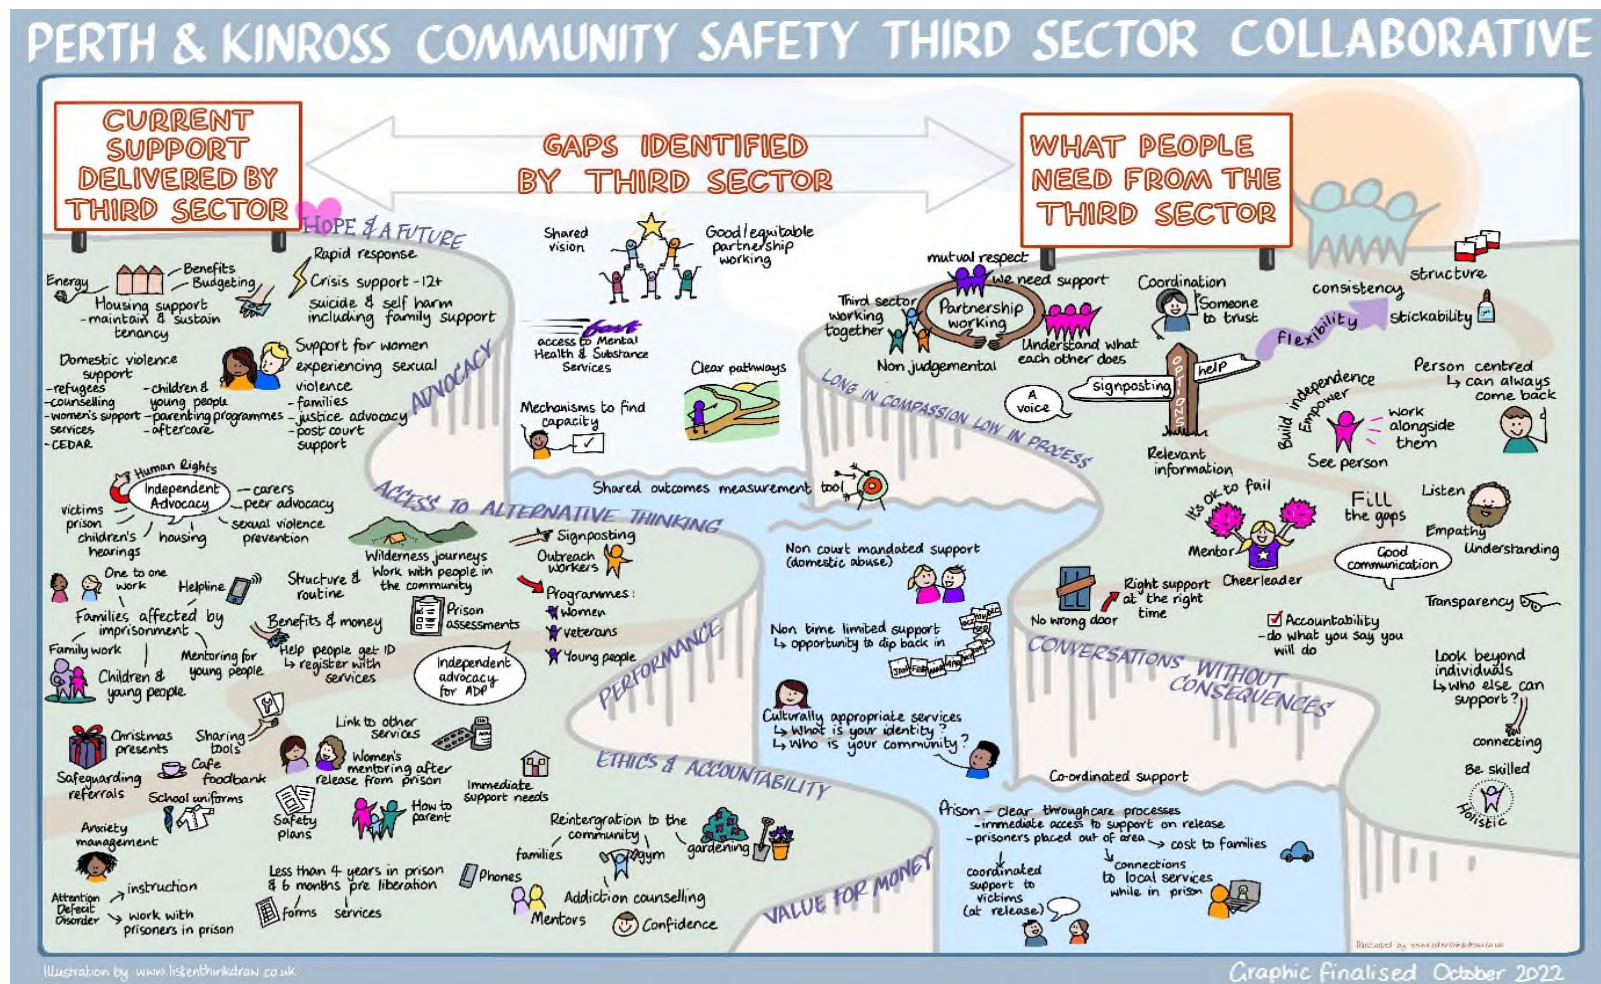 PERTH & KINROSS COMMUNITY SAFETY THIRD SECTOR COLLABORATIVE
CURRENT
SUPPORT
DELIVERED BY
THIRD SECTOR
GAPS IDENTIFIED
BY THIRD SECTOR
WHAT PEOPLE
NEED FROM THE
THIRD SECTOR
HOPE & A FUTURE
Energy
Benefits
Budgeting
Housing support
- maintain & sustain
tenancy
Rapid response
Crisis support - 12+
suicide & self harm
including family support
Domestic violence
support
- refugees
- counselling
- women's support
services
- CEDAR
- children &
young people
- parenting programmes
- aftercare
Support for women
experiencing sexual
violence
- families
- justice advocacy
- post court
support
ADVOCACY
Human Rights
Independent
Advocacy
victims
prison
children's
hearings
housing
- carers
peer advocacy
sexual violence
prevention
ACCESS TO ALTERNATIVE THINKING
One to one
work
Helpline
Families affected by
imprisonment
Family work
Children &
young people
Mentoring for
young people
Structure &
routine
Wilderness journeys
Work with people in
the community
Signposting
Outreach
workers
Programmes:
Women
Veterans
Young people
Benefits & money
Help people get ID
↳ register with
services
Prison
assessments
Independent
advocacy
for ADP
PERFORMANCE
Christmas
presents
Sharing
tools
Link to other
services
Safeguarding
referrals
Cafe
foodbank
Women's
mentoring after
release from prison
School uniforms
Immediate
support needs
Safety
plans
How to
parent
ETHICS & ACCOUNTABILITY
Anxiety
management
Attention
Defecit
Disorder
instruction
work with
prisoners in prison
Less than 4 years in prison
& 6 months pre liberation
forms
services
Phones
Reintergration to the
community
families
gym
gardening
Addiction counselling
Mentors
Confidence
VALUE FOR MONEY
Shared
vision
Good/equitable
partnership
working
fast
access to Mental
Health & Substance
Services
Clear pathways
Mechanisms to find
capacity
Shared outcomes measurement tool
Non court mandated support
(domestic abuse)
Non time limited support
↳ opportunity to dip back in
Culturally appropriate services
↳ What is your identity?
↳ Who is your community?
Co-ordinated support
Prison - clear throughcare processes
- immediate access to support on release
- prisoners placed out of area → cost to families
coordinated
support to
victims
(at release)
connections
to local services
while in prison
mutual respect
we need support
Third sector
working
together
Partnership
working
Understand what
each other does
Non judgemental
Coordination
Someone
to trust
consistency
structure
flexibility
stickability
LONG IN COMPASSION LOW IN PROCESS
A
voice
signposting
help
OPTIONS
Relevant
information
Build independence
Empower
work
alongside
them
See person
Person centred
↳ can always
come back
It's ok to fail
Mentor
Cheerleader
Fill
the gaps
Listen
Empathy
Understanding
Good
communication
No wrong door
Right support
at the right
time
Accountability
- do what you say you
will do
Transparency
CONVERSATIONS WITHOUT
CONSEQUENCES
Look beyond
individuals
↳ Who else can
support?
connecting
Be skilled
Holistic
Illustrated by www.listenthinkdraw.co.uk
Illustration by www.listenthinkdraw.co.uk
Graphic finalised October 2022